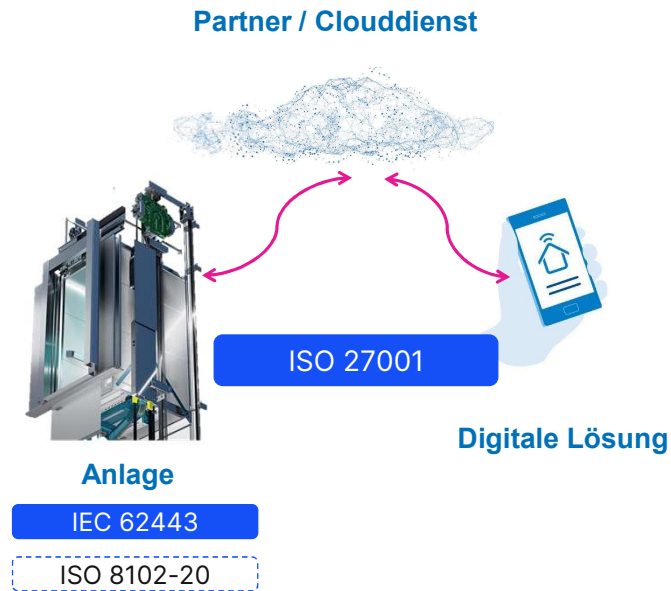 Partner / Clouddienst
ISO 27001
Digitale Lösung
Anlage
IEC 62443
ISO 8102-20